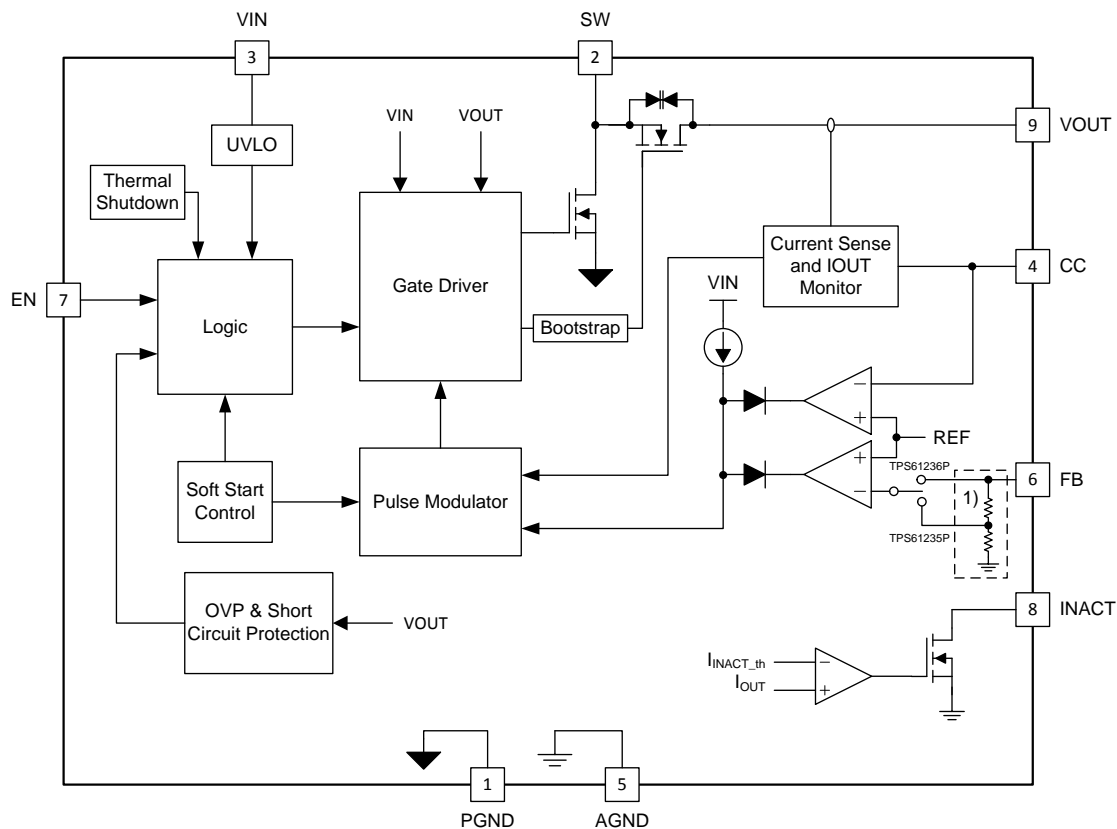 VIN
SW
3
2
VIN
VOUT
9
VOUT
UVLO
Thermal
Shutdown
Current Sense
and IOUT
Monitor
4
CC
EN
7
Logic
Gate Driver
VIN
Bootstrap
−
+
REF
+
−
TPS61236P
6
FB
1)
TPS61235P
Soft Start
Control
Pulse Modulator
OVP & Short
Circuit Protection
VOUT
8
INACT
IINACT_th
−
IOUT
+
1
5
PGND
AGND